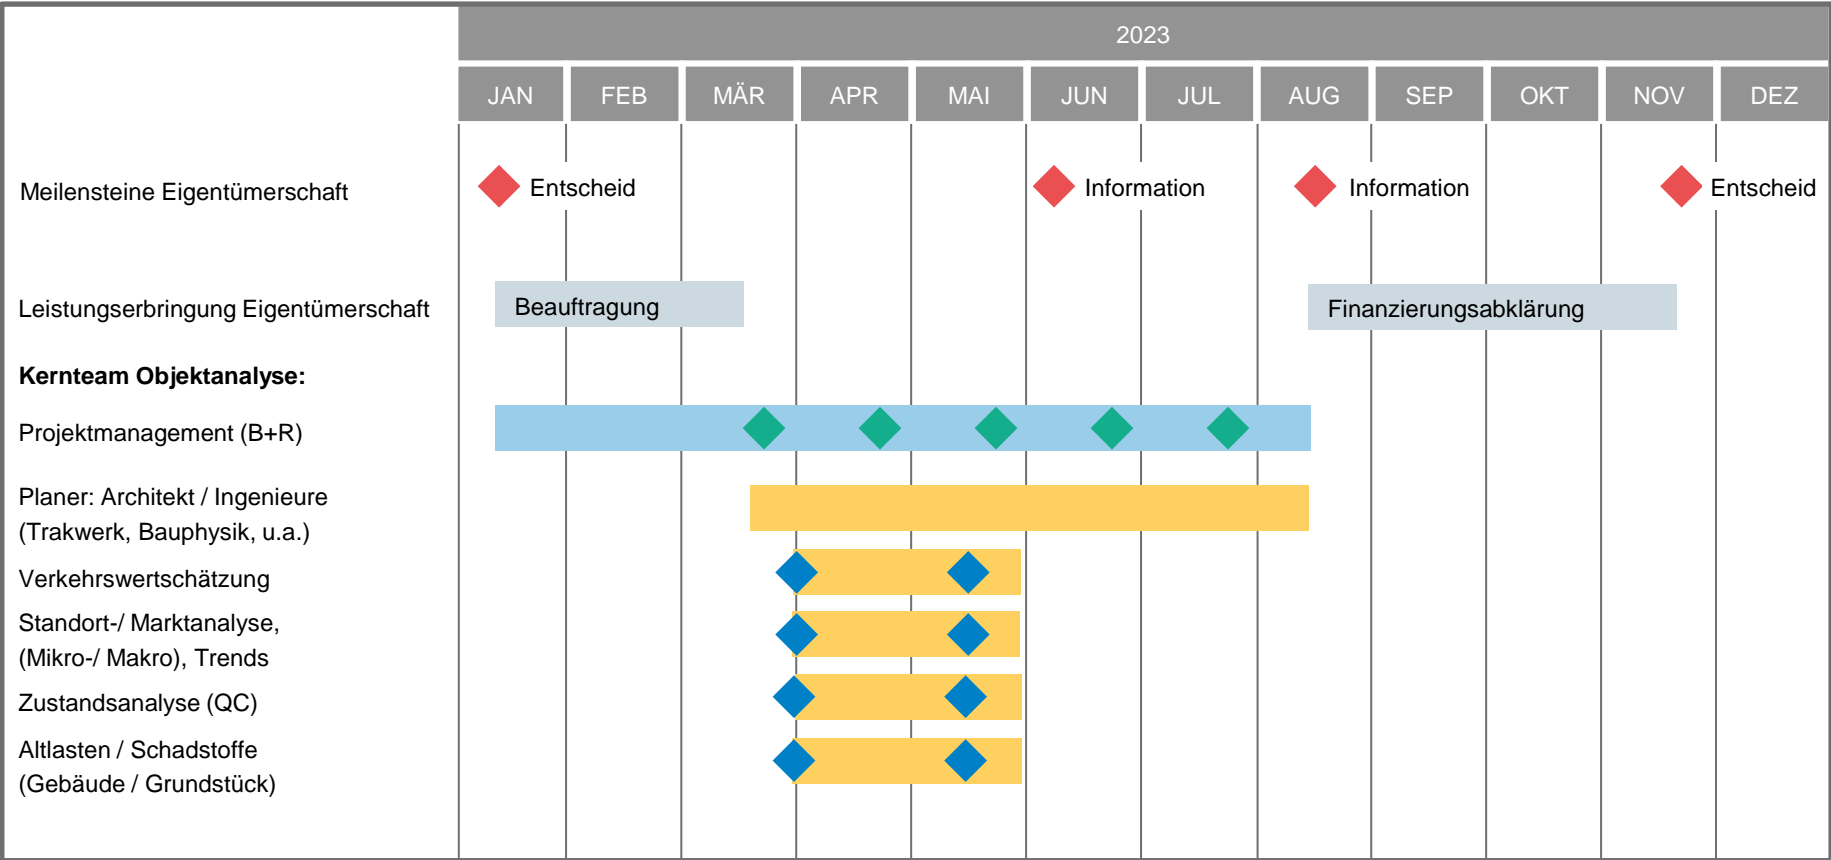 2023
JAN FEB MÄR APR MAI JUN JUL AUG SEP OKT NOV DEZ
Meilensteine Eigentümerschaft Entscheid Information Information Entscheid
Leistungserbringung Eigentümerschaft Beauftragung Finanzierungsabklärung
Kernteam Objektanalyse:
Projektmanagement (B+R)
Planer: Architekt / Ingenieure
(Trakwerk, Bauphysik, u.a.)
Verkehrswertschätzung
Standort-/ Marktanalyse,
(Mikro-/ Makro), Trends
Zustandsanalyse (QC)
Altlasten / Schadstoffe
(Gebäude / Grundstück)